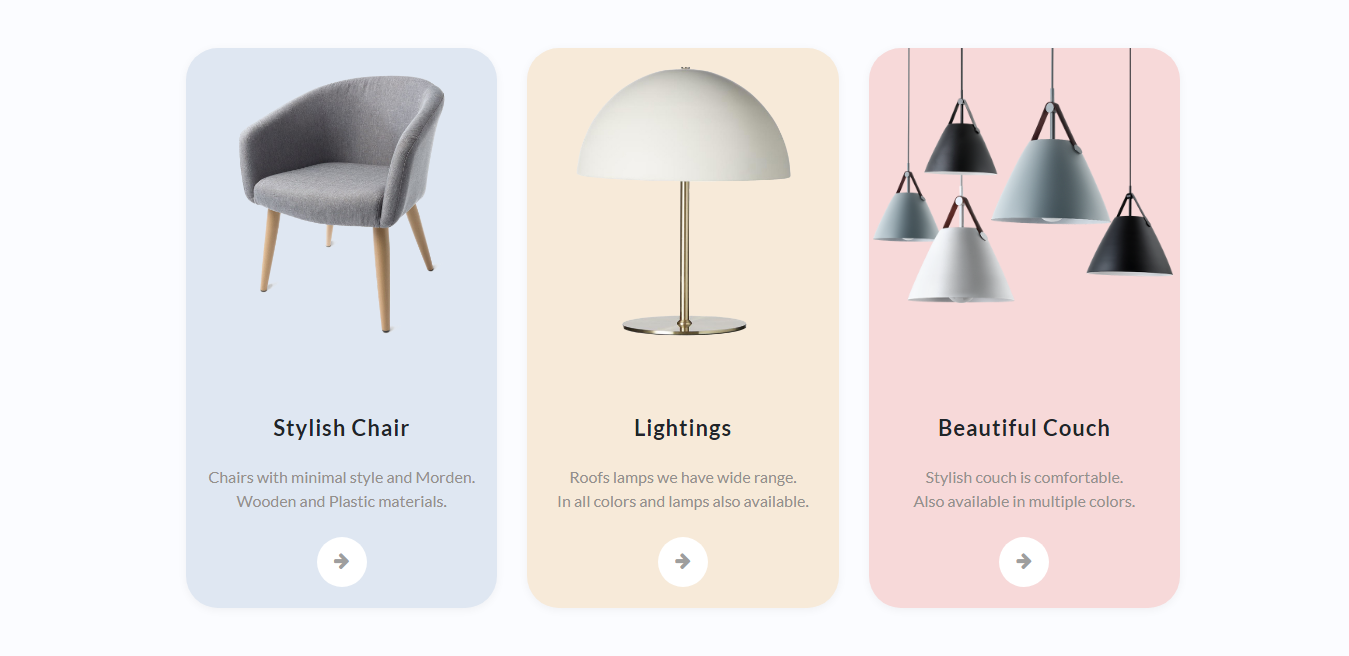 Stylish Chair
Chairs with minimal style and Morden.
Wooden and Plastic materials.
Lightings
Roofs lamps we have wide range.
In all colors and lamps also available.
Beautiful Couch
Stylish couch is comfortable.
Also available in multiple colors.